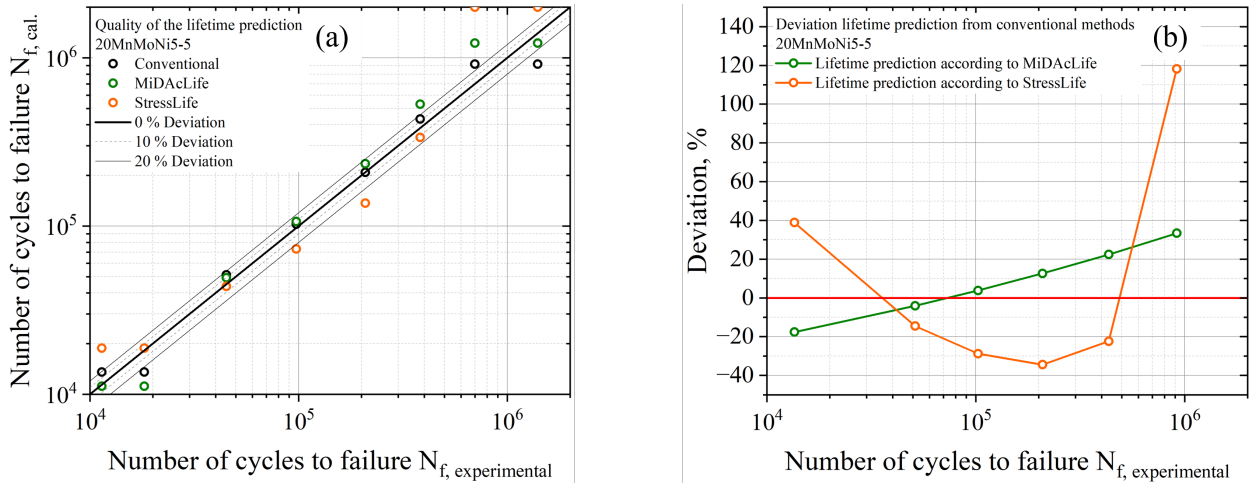 Quality of the lifetime prediction
20MnMoNi5-5
Conventional
MiDAcLife
StressLife
0 % Deviation
10 % Deviation
20 % Deviation
(a)
Number of cycles to failure N_f, cal.
10^6
10^5
10^4
10^4
10^5
10^6
Number of cycles to failure N_f, experimental
Deviation lifetime prediction from conventional methods
20MnMoNi5-5
Lifetime prediction according to MiDAcLife
Lifetime prediction according to StressLife
(b)
Deviation, %
140
120
100
80
60
40
20
0
−20
−40
10^4
10^5
10^6
Number of cycles to failure N_f, experimental